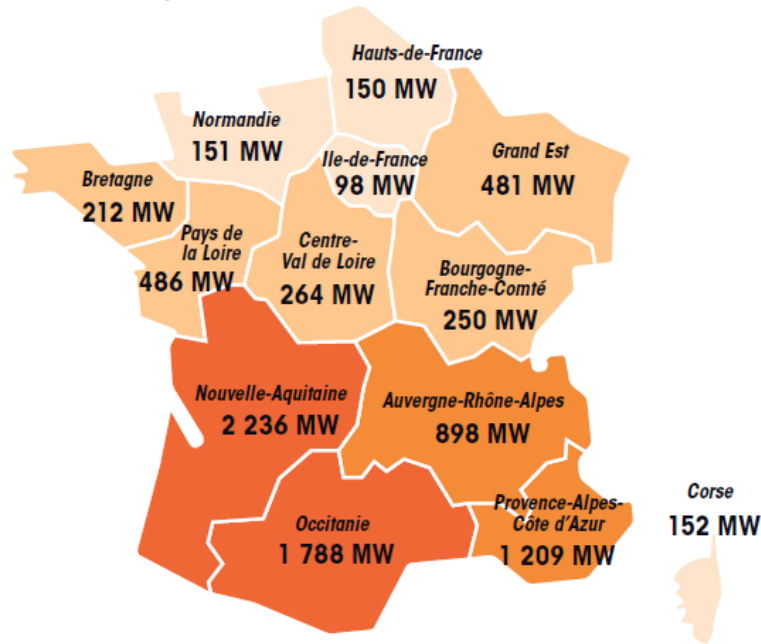 Hauts-de-France
150 MW
Normandie
151 MW
Ile-de-France
98 MW
Grand Est
481 MW
Bretagne
212 MW
Pays de
la Loire
486 MW
Centre-
Val de Loire
264 MW
Bourgogne-
Franche-Comté
250 MW
Nouvelle-Aquitaine
2 236 MW
Auvergne-Rhône-Alpes
898 MW
Occitanie
1 788 MW
Provence-Alpes-
Côte d'Azur
1 209 MW
Corse
152 MW